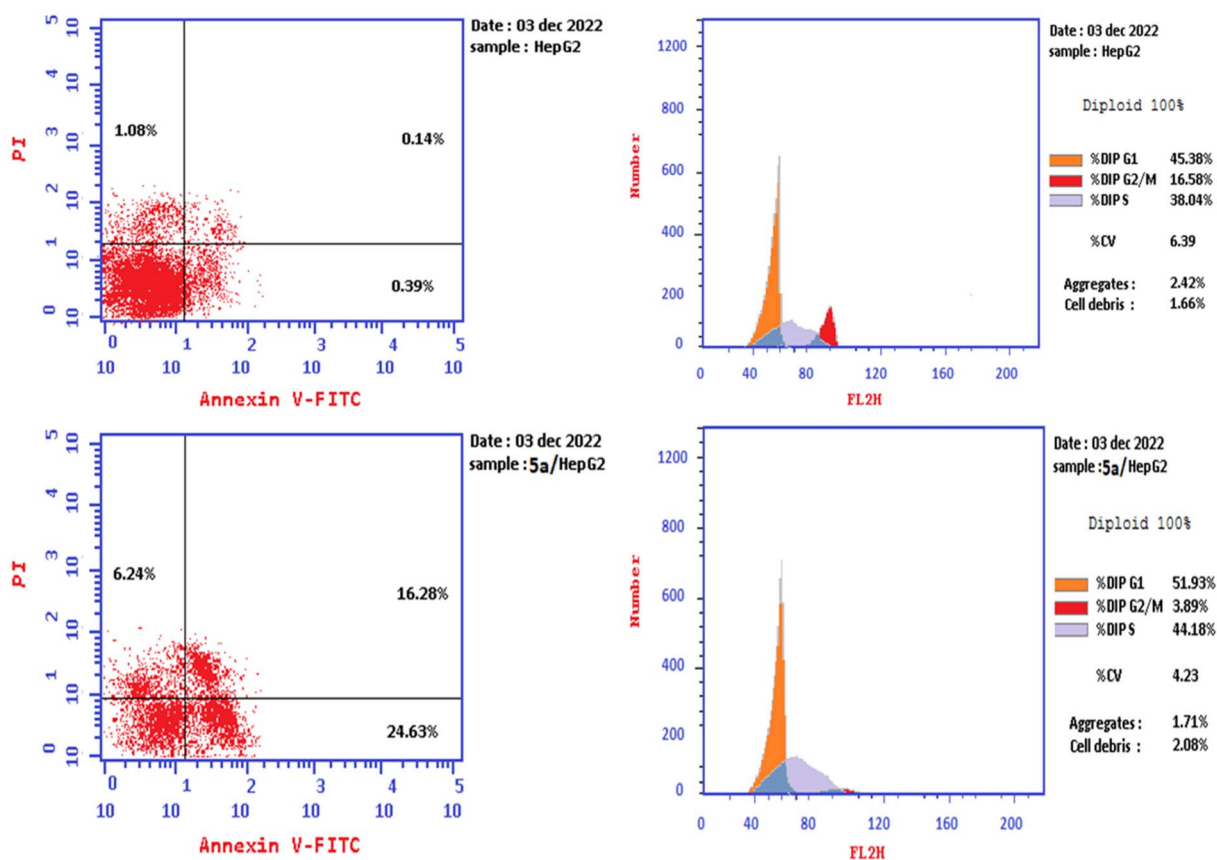 Date : 03 dec 2022
sample : HepG2
PI
5
10
4
10
3
10
2
10
1
10
0
10
1.08%
0.14%
0.39%
0 1 2 3 4 5
10 10 10 10 10 10
Annexin V-FITC
Date : 03 dec 2022
sample : HepG2
Number
1200
800
600
400
200
0
0 40 80 120 160 200
FL2H
Diploid 100%
%DIP G1 45.38%
%DIP G2/M 16.58%
%DIP S 38.04%
%CV 6.39
Aggregates : 2.42%
Cell debris : 1.66%
Date : 03 dec 2022
sample :5a/HepG2
PI
5
10
4
10
3
10
2
10
1
10
0
10
6.24%
16.28%
24.63%
0 1 2 3 4 5
10 10 10 10 10 10
Annexin V-FITC
Date : 03 dec 2022
sample :5a/HepG2
Number
1200
800
600
400
200
0
0 40 80 120 160 200
FL2H
Diploid 100%
%DIP G1 51.93%
%DIP G2/M 3.89%
%DIP S 44.18%
%CV 4.23
Aggregates : 1.71%
Cell debris : 2.08%